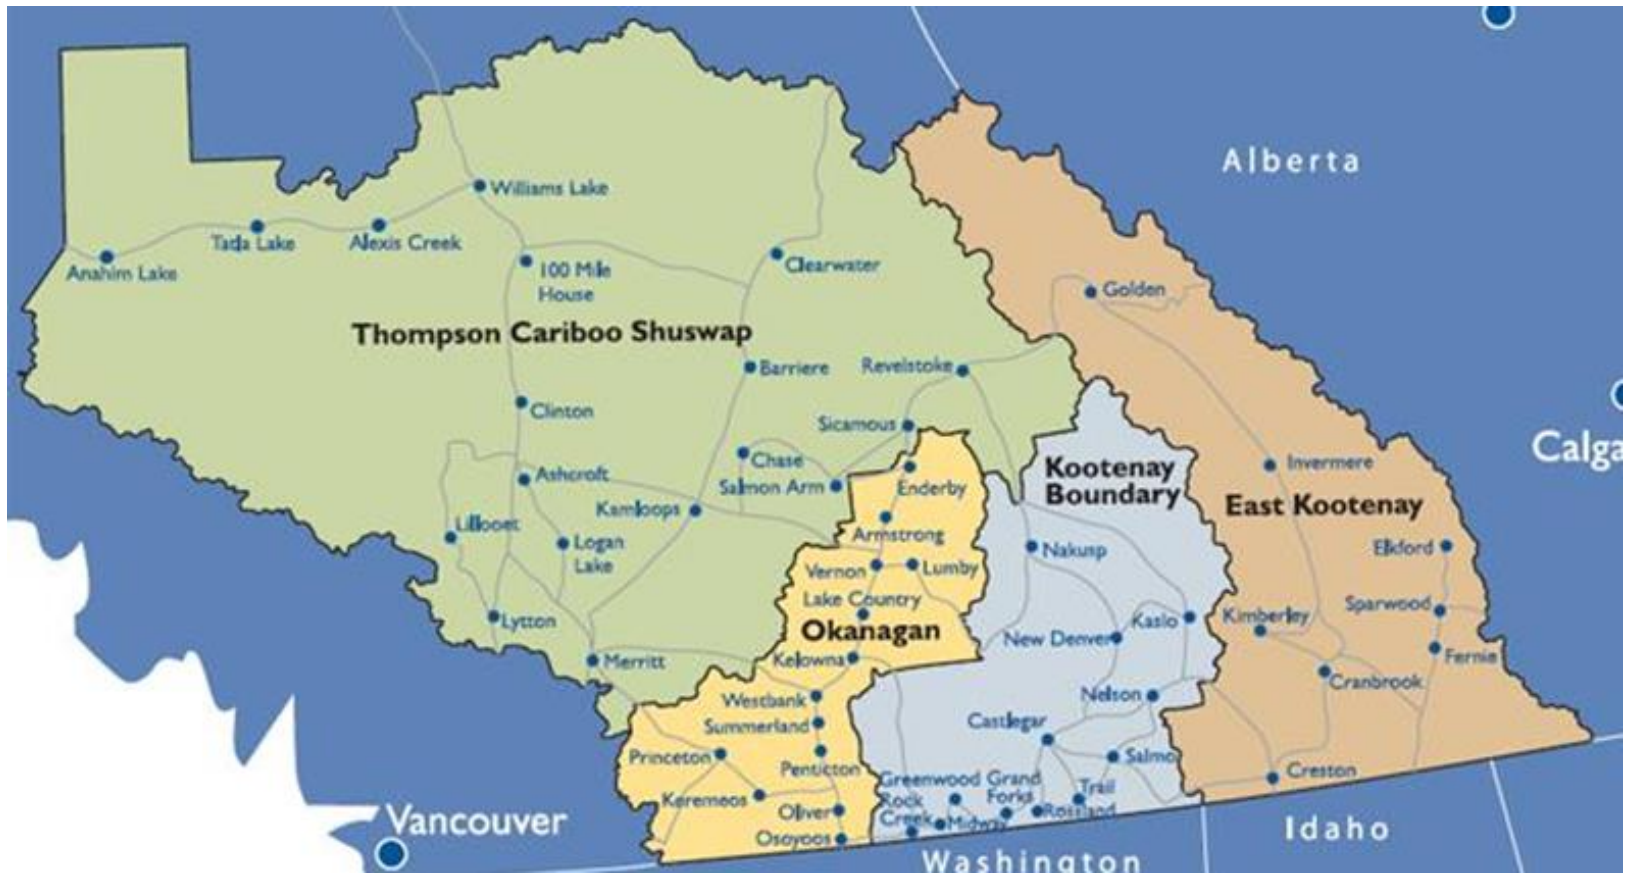 Alberta
Williams Lake
Tatla Lake
Alexis Creek
Anahim Lake
100 Mile
House
Clearwater
Golden
Thompson Cariboo Shuswap
Barriere
Revelstoke
Clinton
Sicamous
Calga
Chase
Kootenay
Boundary
Invermere
Ashcroft
Salmon Arm
Enderby
East Kootenay
Kamloops
Lillooet
Armstrong
Logan
Lake
Nakusp
Elkford
Vernon
Lumby
Lake Country
Sparwood
Kimberley
Kaslo
Lytton
Okanagan
New Denver
Merritt
Kelowna
Fernie
Cranbrook
Westbank
Nelson
Summerland
Castlegar
Princeton
Penticton
Salmo
Creston
Greenwood
Grand
Forks
Trail
Keremeos
Rock
Creek
Oliver
Rossland
Midway
Vancouver
Osoyoos
Idaho
Washington